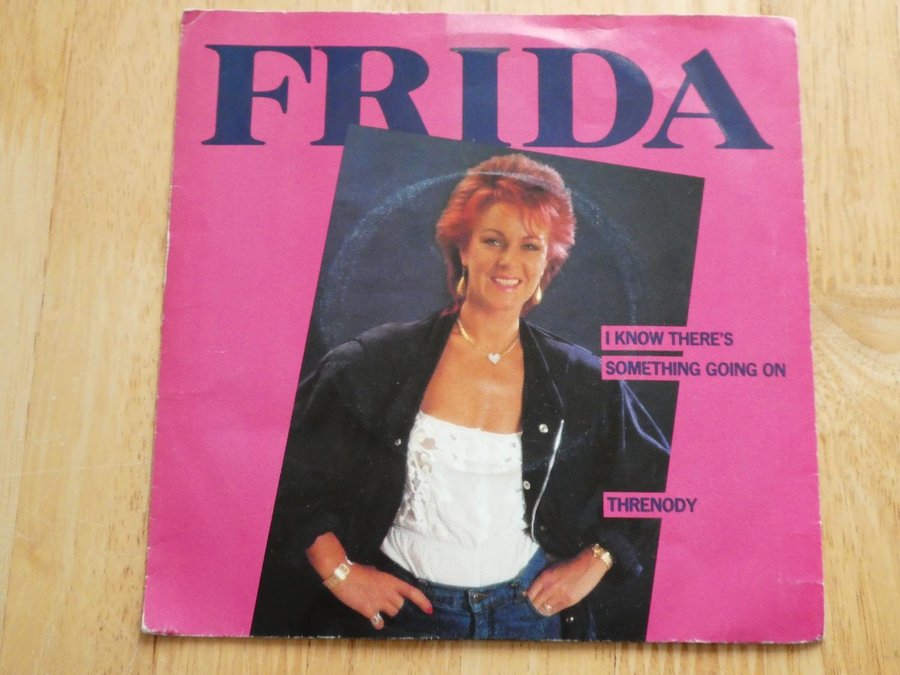 FRIDA
I KNOW THERE'S
SOMETHING GOING ON
THRENODY